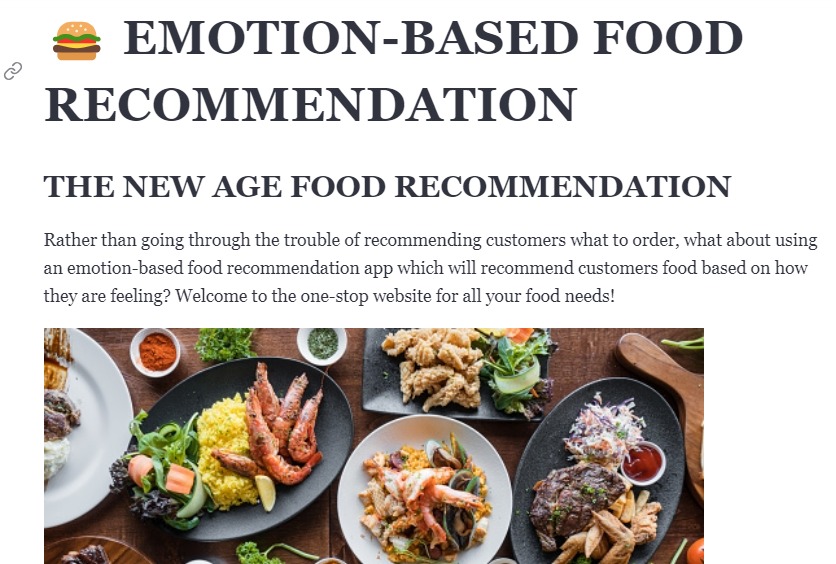 🍔 EMOTION-BASED FOOD
RECOMMENDATION
THE NEW AGE FOOD RECOMMENDATION
Rather than going through the trouble of recommending customers what to order, what about using
an emotion-based food recommendation app which will recommend customers food based on how
they are feeling? Welcome to the one-stop website for all your food needs!